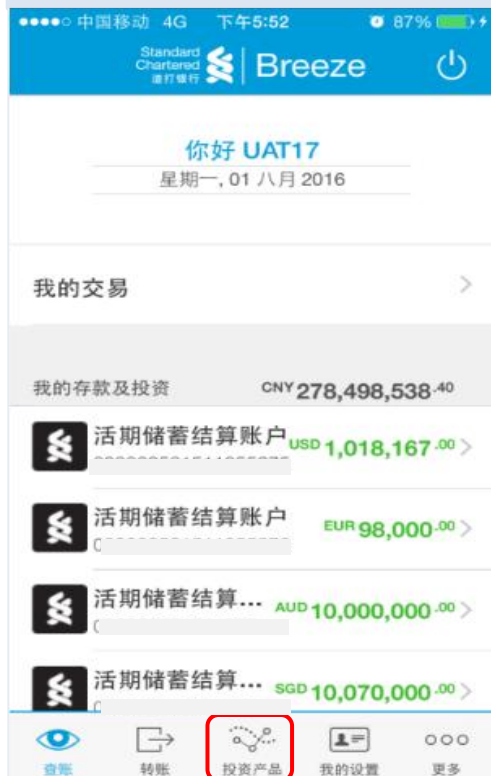 中国移动 4G 下午5:52 87%
Standard
Chartered
渣打银行
Breeze
你好 UAT17
星期一, 01 八月 2016
我的交易
我的存款及投资 CNY 278,498,538.40
活期储蓄结算账户 USD 1,018,167.00
活期储蓄结算账户 EUR 98,000.00
活期储蓄结算... AUD 10,000,000.00
活期储蓄结算... SGD 10,070,000.00
查账 转账 投资产品 我的设置 更多